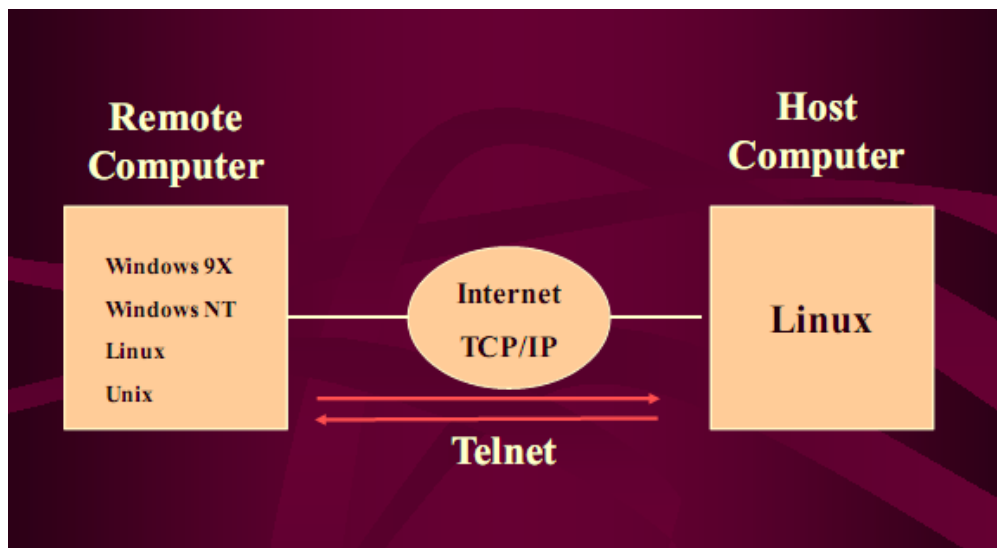 Remote
Computer
Windows 9X
Windows NT
Linux
Unix
Internet
TCP/IP
Telnet
Host
Computer
Linux